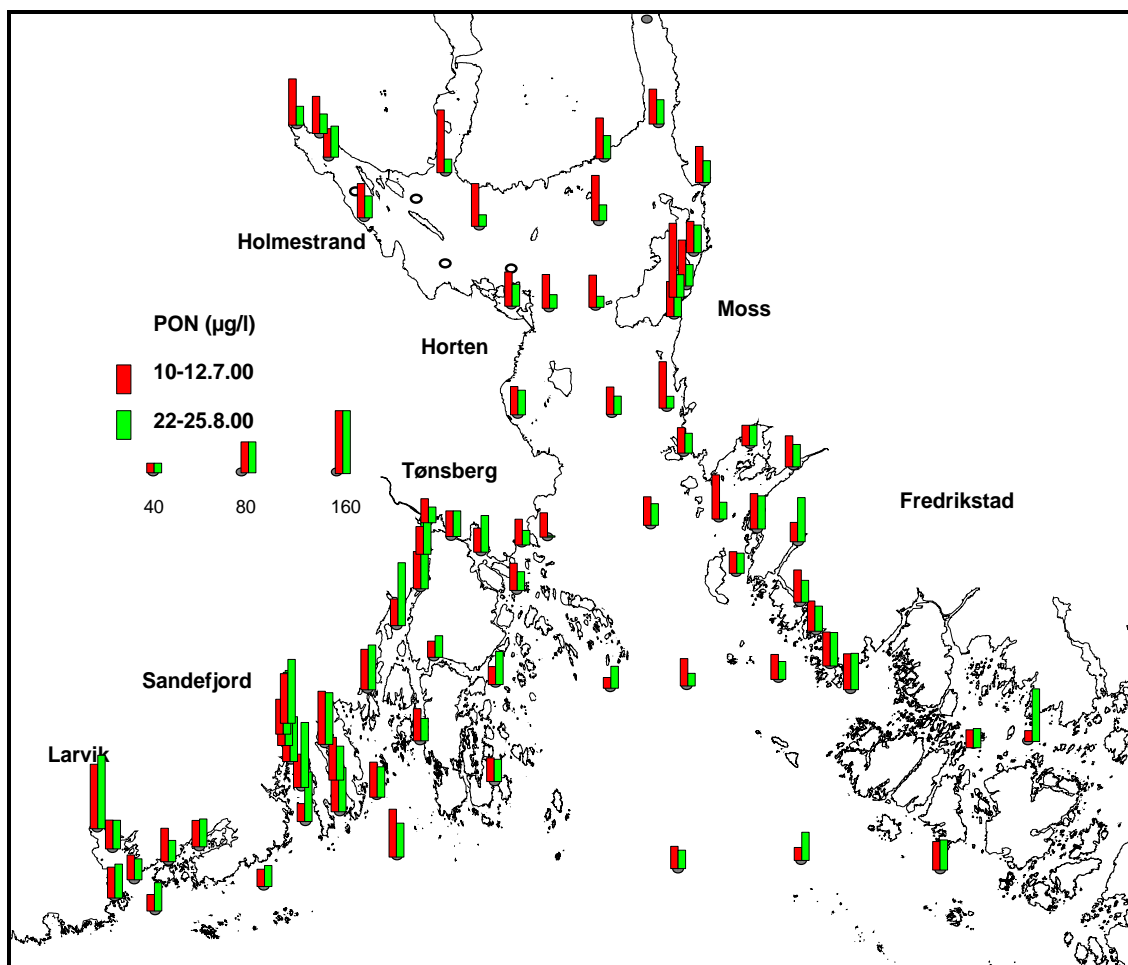 Holmestrand
PON (µg/l)
Moss
Horten
10-12.7.00
22-25.8.00
Tønsberg
Fredrikstad
40 80 160
Sandefjord
Larvik